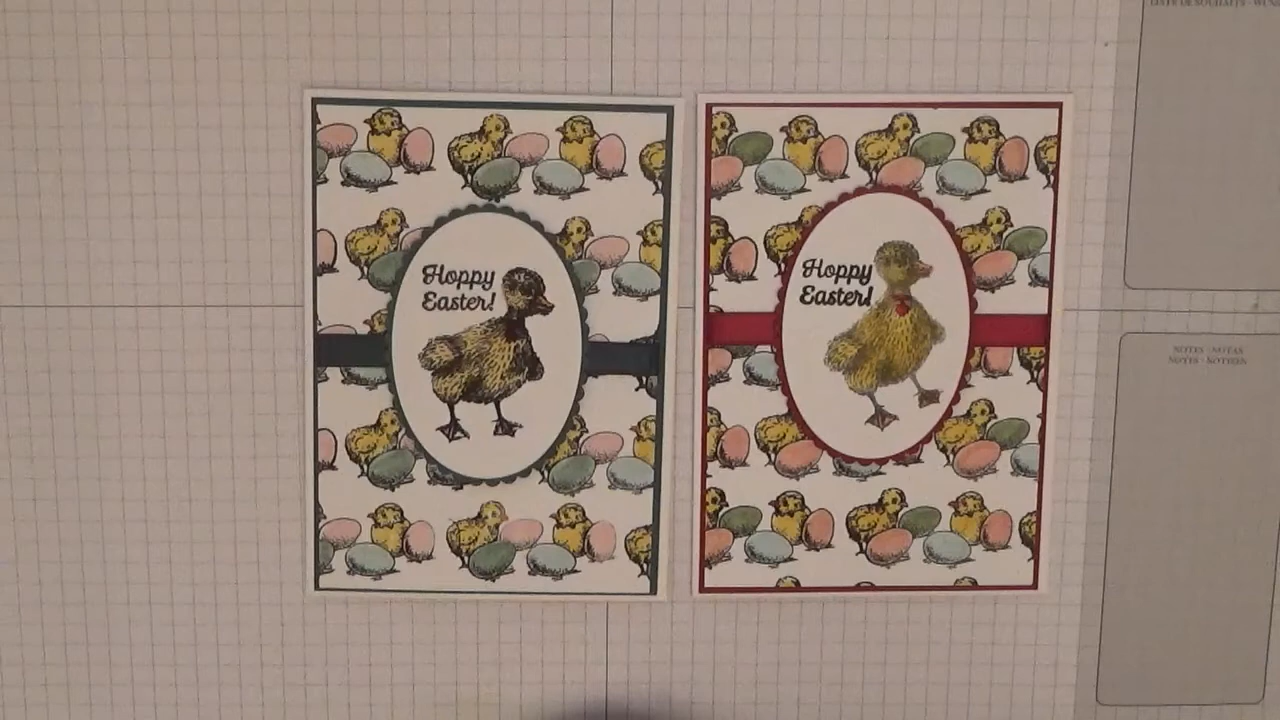 Hoppy
Easter!
Hoppy
Easter!
NOTES · NOTAS
NOTES · NOTIZEN